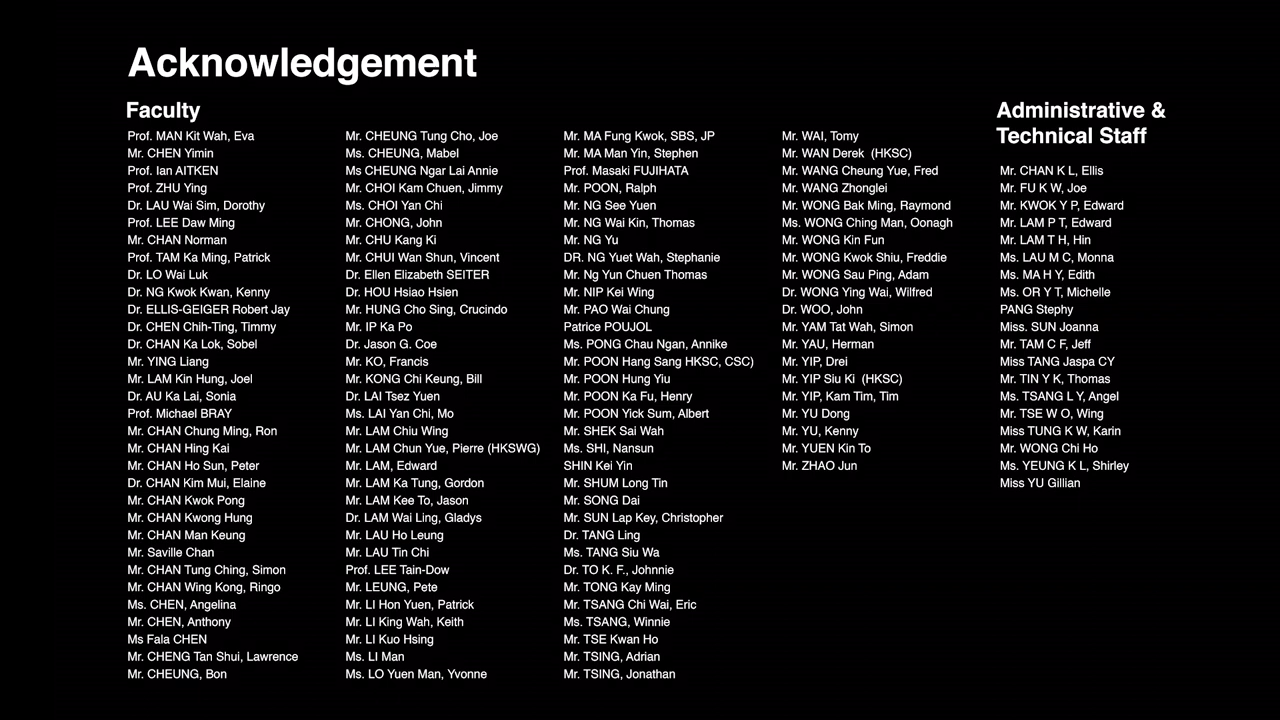 Acknowledgement
Faculty
Prof. MAN Kit Wah, Eva
Mr. CHEN Yimin
Prof. Ian AITKEN
Prof. ZHU Ying
Dr. LAU Wai Sim, Dorothy
Prof. LEE Daw Ming
Mr. CHAN Norman
Prof. TAM Ka Ming, Patrick
Dr. LO Wai Luk
Dr. NG Kwok Kwan, Kenny
Dr. ELLIS-GEIGER Robert Jay
Dr. CHEN Chih-Ting, Timmy
Dr. CHAN Ka Lok, Sobel
Mr. YING Liang
Mr. LAM Kin Hung, Joel
Dr. AU Ka Lai, Sonia
Prof. Michael BRAY
Mr. CHAN Chung Ming, Ron
Mr. CHAN Hing Kai
Mr. CHAN Ho Sun, Peter
Dr. CHAN Kim Mui, Elaine
Mr. CHAN Kwok Pong
Mr. CHAN Kwong Hung
Mr. CHAN Man Keung
Mr. Saville Chan
Mr. CHAN Tung Ching, Simon
Mr. CHAN Wing Kong, Ringo
Ms. CHEN, Angelina
Mr. CHEN, Anthony
Ms Fala CHEN
Mr. CHENG Tan Shui, Lawrence
Mr. CHEUNG, Bon
Mr. CHEUNG Tung Cho, Joe
Ms. CHEUNG, Mabel
Ms CHEUNG Ngar Lai Annie
Mr. CHOI Kam Chuen, Jimmy
Ms. CHOI Yan Chi
Mr. CHONG, John
Mr. CHU Kang Ki
Mr. CHUI Wan Shun, Vincent
Dr. Ellen Elizabeth SEITER
Dr. HOU Hsiao Hsien
Mr. HUNG Cho Sing, Crucindo
Mr. IP Ka Po
Dr. Jason G. Coe
Mr. KO, Francis
Mr. KONG Chi Keung, Bill
Dr. LAI Tsez Yuen
Ms. LAI Yan Chi, Mo
Mr. LAM Chiu Wing
Mr. LAM Chun Yue, Pierre (HKSWG)
Mr. LAM, Edward
Mr. LAM Ka Tung, Gordon
Mr. LAM Kee To, Jason
Dr. LAM Wai Ling, Gladys
Mr. LAU Ho Leung
Mr. LAU Tin Chi
Prof. LEE Tain-Dow
Mr. LEUNG, Pete
Mr. LI Hon Yuen, Patrick
Mr. LI King Wah, Keith
Mr. LI Kuo Hsing
Ms. LI Man
Ms. LO Yuen Man, Yvonne
Mr. MA Fung Kwok, SBS, JP
Mr. MA Man Yin, Stephen
Prof. Masaki FUJIHATA
Mr. POON, Ralph
Mr. NG See Yuen
Mr. NG Wai Kin, Thomas
Mr. NG Yu
DR. NG Yuet Wah, Stephanie
Mr. Ng Yun Chuen Thomas
Mr. NIP Kei Wing
Mr. PAO Wai Chung
Patrice POUJOL
Ms. PONG Chau Ngan, Annike
Mr. POON Hang Sang HKSC, CSC)
Mr. POON Hung Yiu
Mr. POON Ka Fu, Henry
Mr. POON Yick Sum, Albert
Mr. SHEK Sai Wah
Ms. SHI, Nansun
SHIN Kei Yin
Mr. SHUM Long Tin
Mr. SONG Dai
Mr. SUN Lap Key, Christopher
Dr. TANG Ling
Ms. TANG Siu Wa
Dr. TO K. F., Johnnie
Mr. TONG Kay Ming
Mr. TSANG Chi Wai, Eric
Ms. TSANG, Winnie
Mr. TSE Kwan Ho
Mr. TSING, Adrian
Mr. TSING, Jonathan
Mr. WAI, Tomy
Mr. WAN Derek (HKSC)
Mr. WANG Cheung Yue, Fred
Mr. WANG Zhonglei
Mr. WONG Bak Ming, Raymond
Ms. WONG Ching Man, Oonagh
Mr. WONG Kin Fun
Mr. WONG Kwok Shiu, Freddie
Mr. WONG Sau Ping, Adam
Dr. WONG Ying Wai, Wilfred
Dr. WOO, John
Mr. YAM Tat Wah, Simon
Mr. YAU, Herman
Mr. YIP, Drei
Mr. YIP Siu Ki (HKSC)
Mr. YIP, Kam Tim, Tim
Mr. YU Dong
Mr. YU, Kenny
Mr. YUEN Kin To
Mr. ZHAO Jun
Administrative &
Technical Staff
Mr. CHAN K L, Ellis
Mr. FU K W, Joe
Mr. KWOK Y P, Edward
Mr. LAM P T, Edward
Mr. LAM T H, Hin
Ms. LAU M C, Monna
Ms. MA H Y, Edith
Ms. OR Y T, Michelle
PANG Stephy
Miss. SUN Joanna
Mr. TAM C F, Jeff
Miss TANG Jaspa CY
Mr. TIN Y K, Thomas
Ms. TSANG L Y, Angel
Mr. TSE W O, Wing
Miss TUNG K W, Karin
Mr. WONG Chi Ho
Ms. YEUNG K L, Shirley
Miss YU Gillian